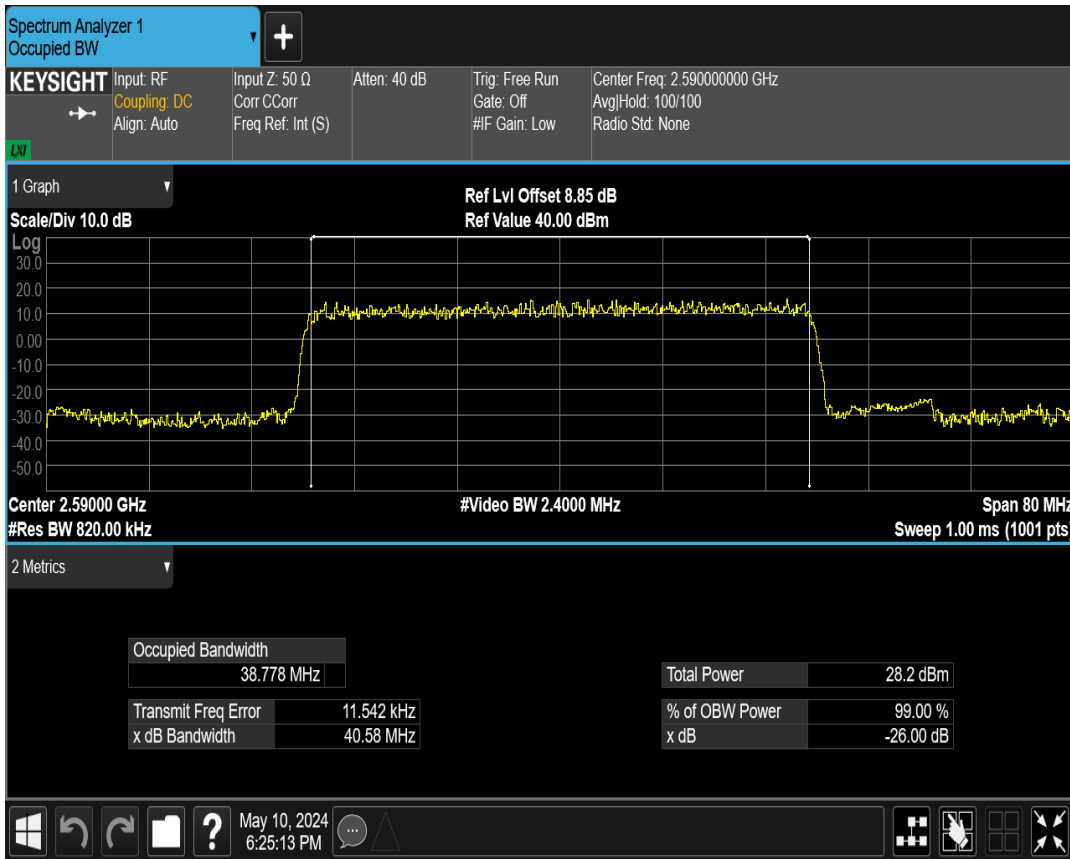 Spectrum Analyzer 1
Occupied BW
KEYSIGHT
LXI
Input: RF
Coupling: DC
Align: Auto
Input Z: 50 Ω
Corr CCorr
Freq Ref: Int (S)
Atten: 40 dB
Trig: Free Run
Gate: Off
#IF Gain: Low
Center Freq: 2.590000000 GHz
Avg|Hold: 100/100
Radio Std: None
1 Graph
Scale/Div 10.0 dB
Ref Lvl Offset 8.85 dB
Ref Value 40.00 dBm
Log
30.0
20.0
10.0
0.00
-10.0
-20.0
-30.0
-40.0
-50.0
Center 2.59000 GHz
#Res BW 820.00 kHz
#Video BW 2.4000 MHz
Span 80 MHz
Sweep 1.00 ms (1001 pts)
2 Metrics
Occupied Bandwidth
38.778 MHz
Transmit Freq Error 11.542 kHz
x dB Bandwidth 40.58 MHz
Total Power 28.2 dBm
% of OBW Power 99.00 %
x dB -26.00 dB
?
May 10, 2024
6:25:13 PM